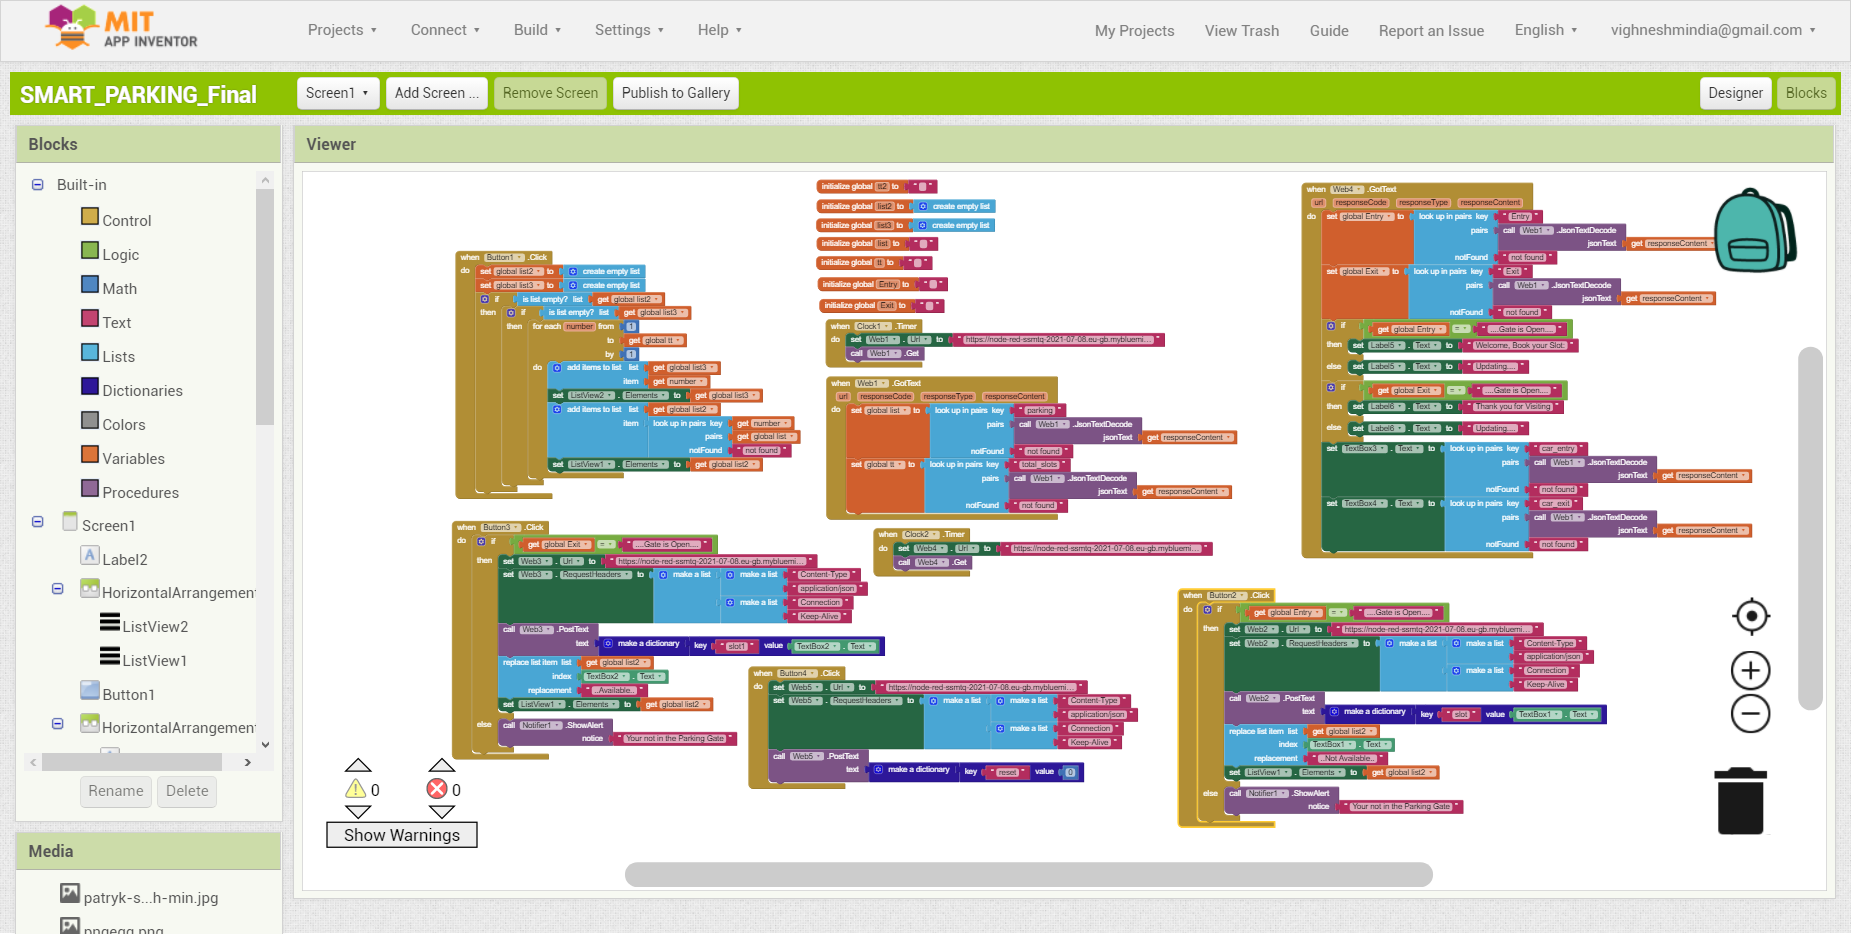 MIT
APP INVENTOR
Projects Connect Build Settings Help My Projects View Trash Guide Report an Issue English vighneshmindia@gmail.com
SMART_PARKING_Final Screen1 Add Screen ... Remove Screen Publish to Gallery Designer Blocks
Blocks
Built-in
Control
Logic
Math
Text
Lists
Dictionaries
Colors
Variables
Procedures
Screen1
A Label2
HorizontalArrangement
ListView2
ListView1
Button1
HorizontalArrangement
Rename Delete
Media
patryk-s...h-min.jpg
pngegg.png
Viewer
initialize global tt2 to " "
initialize global list2 to create empty list
initialize global list3 to create empty list
initialize global list to " "
initialize global tt to " "
initialize global Entry to " "
initialize global Exit to " "
when Button1 .Click
do set global list2 to create empty list
set global list3 to create empty list
if is list empty? list get global list2
then if is list empty? list get global list3
then for each number from 1
to get global tt
by 1
do add items to list list get global list3
item get number
set ListView2 . Elements to get global list3
add items to list list get global list2
item look up in pairs key get number
pairs get global list
notFound " not found "
set ListView1 . Elements to get global list2
when Clock1 .Timer
do set Web1 . Url to " https://node-red-ssmtq-2021-07-08.eu-gb.mybluemi... "
call Web1 .Get
when Web1 .GotText
url responseCode responseType responseContent
do set global list to look up in pairs key " parking "
pairs call Web1 .JsonTextDecode
jsonText get responseContent
notFound " not found "
set global tt to look up in pairs key " total_slots "
pairs call Web1 .JsonTextDecode
jsonText get responseContent
notFound " not found "
when Clock2 .Timer
do set Web4 . Url to " https://node-red-ssmtq-2021-07-08.eu-gb.mybluemi... "
call Web4 .Get
when Web4 .GotText
url responseCode responseType responseContent
do set global Entry to look up in pairs key " Entry "
pairs call Web1 .JsonTextDecode
jsonText get responseContent
notFound " not found "
set global Exit to look up in pairs key " Exit "
pairs call Web1 .JsonTextDecode
jsonText get responseContent
notFound " not found "
if get global Entry = " ....Gate is Open.... "
then set Label5 . Text to " Welcome, Book your Slot: "
else set Label5 . Text to " Updating.... "
if get global Exit = " ....Gate is Open.... "
then set Label6 . Text to " Thank you for Visiting "
else set Label6 . Text to " Updating.... "
set TextBox3 . Text to look up in pairs key " car_entry "
pairs call Web1 .JsonTextDecode
jsonText get responseContent
notFound " not found "
set TextBox4 . Text to look up in pairs key " car_exit "
pairs call Web1 .JsonTextDecode
jsonText get responseContent
notFound " not found "
when Button3 .Click
do if get global Exit = " ....Gate is Open.... "
then set Web3 . Url to " https://node-red-ssmtq-2021-07-08.eu-gb.mybluemi... "
set Web3 . RequestHeaders to make a list make a list " Content-Type "
" application/json "
make a list " Connection "
" Keep-Alive "
call Web3 .PostText
text make a dictionary key " slot1 " value TextBox2 . Text
replace list item list get global list2
index TextBox2 . Text
replacement " ..Available.. "
set ListView1 . Elements to get global list2
else call Notifier1 .ShowAlert
notice " Your not in the Parking Gate "
when Button4 .Click
do set Web5 . Url to " https://node-red-ssmtq-2021-07-08.eu-gb.mybluemi... "
set Web5 . RequestHeaders to make a list make a list " Content-Type "
" application/json "
make a list " Connection "
" Keep-Alive "
call Web5 .PostText
text make a dictionary key " reset " value 0
when Button2 .Click
do if get global Entry = " ....Gate is Open.... "
then set Web2 . Url to " https://node-red-ssmtq-2021-07-08.eu-gb.mybluemi... "
set Web2 . RequestHeaders to make a list make a list " Content-Type "
" application/json "
make a list " Connection "
" Keep-Alive "
call Web2 .PostText
text make a dictionary key " slot " value TextBox1 . Text
replace list item list get global list2
index TextBox1 . Text
replacement " ..Not Available.. "
set ListView1 . Elements to get global list2
else call Notifier1 .ShowAlert
notice " Your not in the Parking Gate "
0 0
Show Warnings